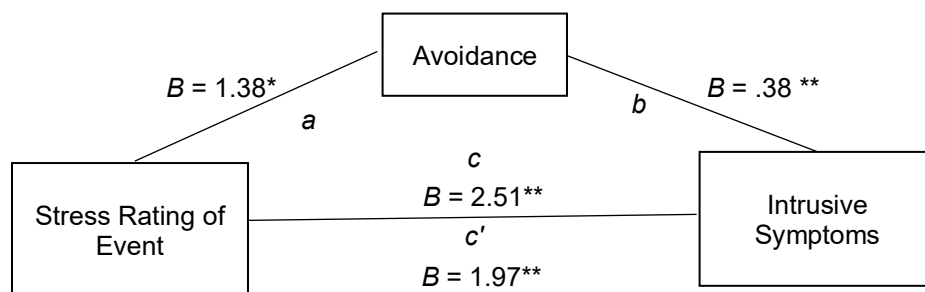 Avoidance
B = 1.38*
B = .38 **
a
b
c
Stress Rating of
Event
B = 2.51**
Intrusive
Symptoms
c'
B = 1.97**